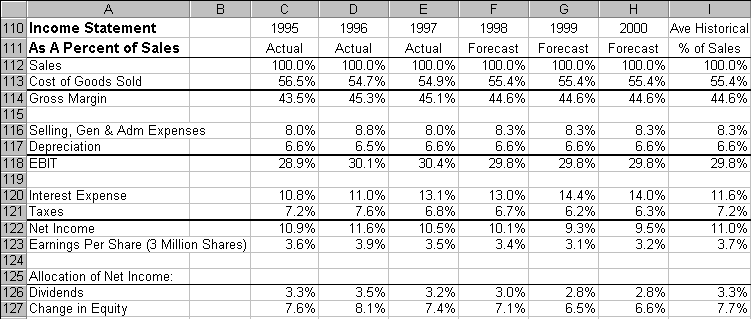 A B C D E F G H I
110 Income Statement 1995 1996 1997 1998 1999 2000 Ave Historical
111 As A Percent of Sales Actual Actual Actual Forecast Forecast Forecast % of Sales
112 Sales 100.0% 100.0% 100.0% 100.0% 100.0% 100.0% 100.0%
113 Cost of Goods Sold 56.5% 54.7% 54.9% 55.4% 55.4% 55.4% 55.4%
114 Gross Margin 43.5% 45.3% 45.1% 44.6% 44.6% 44.6% 44.6%
115
116 Selling, Gen & Adm Expenses 8.0% 8.8% 8.0% 8.3% 8.3% 8.3% 8.3%
117 Depreciation 6.6% 6.5% 6.6% 6.6% 6.6% 6.6% 6.6%
118 EBIT 28.9% 30.1% 30.4% 29.8% 29.8% 29.8% 29.8%
119
120 Interest Expense 10.8% 11.0% 13.1% 13.0% 14.4% 14.0% 11.6%
121 Taxes 7.2% 7.6% 6.8% 6.7% 6.2% 6.3% 7.2%
122 Net Income 10.9% 11.6% 10.5% 10.1% 9.3% 9.5% 11.0%
123 Earnings Per Share (3 Million Shares) 3.6% 3.9% 3.5% 3.4% 3.1% 3.2% 3.7%
124
125 Allocation of Net Income:
126 Dividends 3.3% 3.5% 3.2% 3.0% 2.8% 2.8% 3.3%
127 Change in Equity 7.6% 8.1% 7.4% 7.1% 6.5% 6.6% 7.7%